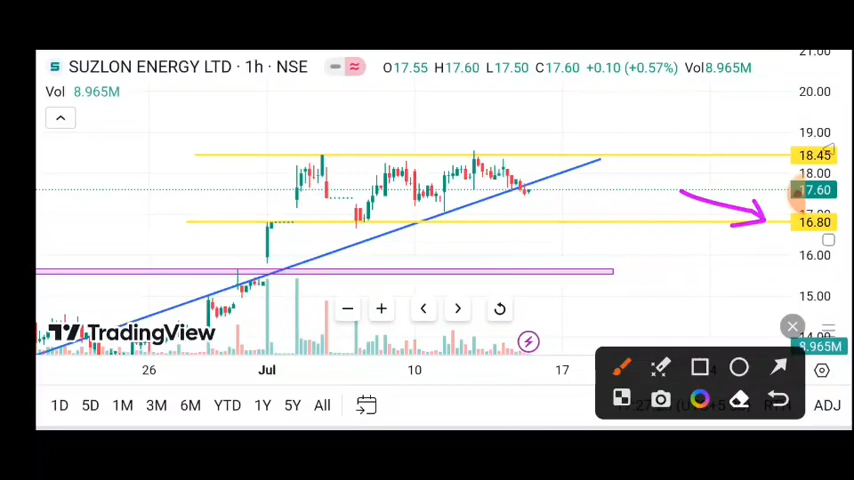 21.00
SUZLON ENERGY LTD · 1h · NSE O17.55 H17.60 L17.50 C17.60 +0.10 (+0.57%) Vol8.965M
Vol 8.965M
20.00
19.00
18.45
18.00
17.60
16.80
16.00
15.00
TradingView
8.965M
26 Jul 10 17
1D 5D 1M 3M 6M YTD 1Y 5Y All ADJ